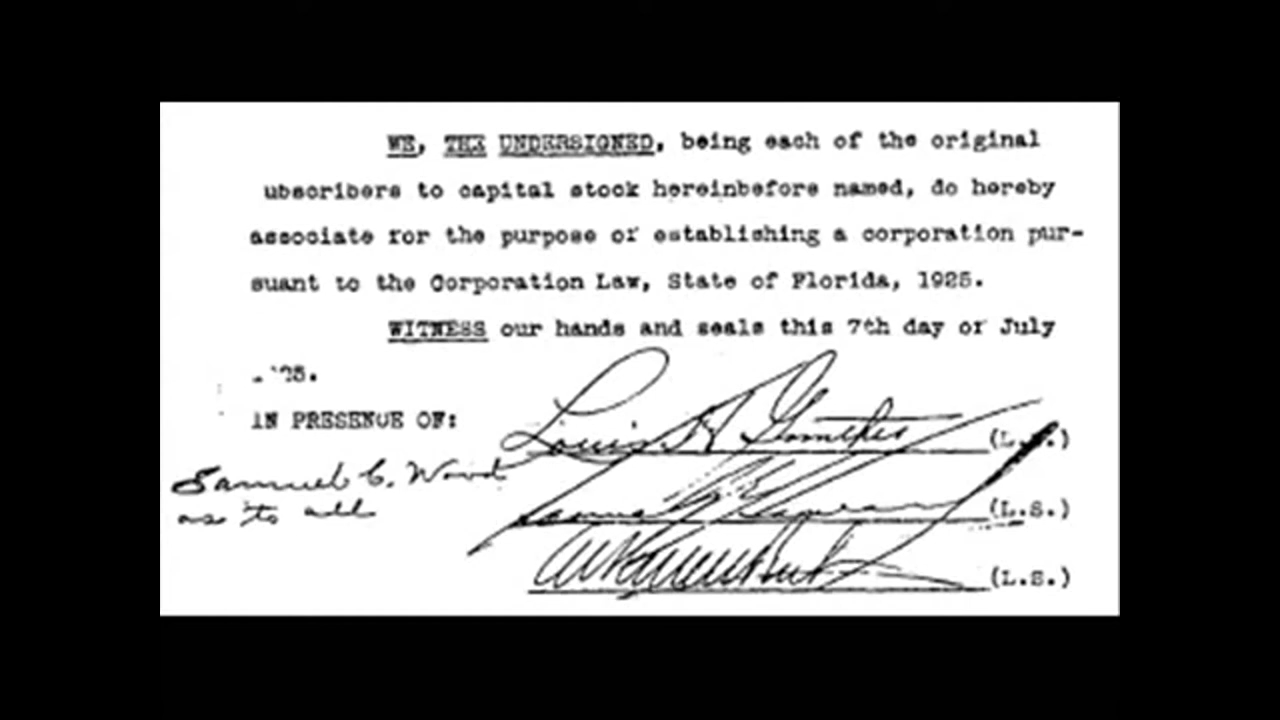 WE, THE UNDERSIGNED, being each of the original
ubscribers to capital stock hereinbefore named, do hereby
associate for the purpose of establishing a corporation pur-
suant to the Corporation Law, State of Florida, 1925.
WITNESS our hands and seals this 7th day of July
25.
IN PRESENCE OF:
Louis A (L.S.)
Samuel C. Ward
as to all
(L.S.)
(L.S.)